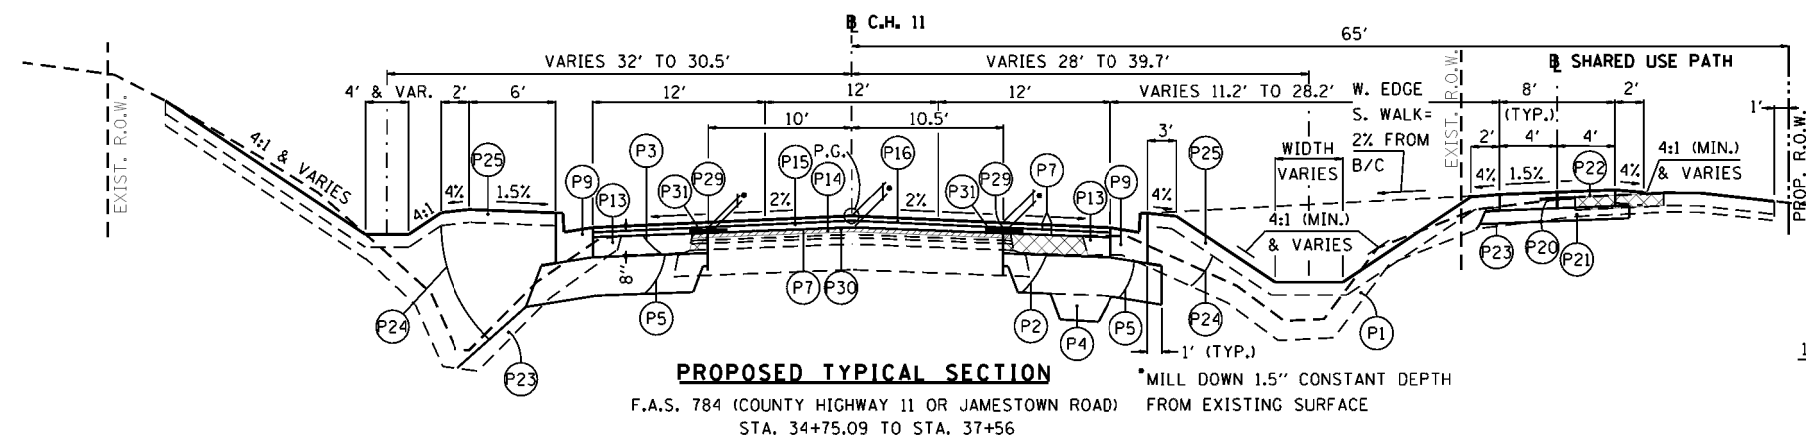 ℄ C.H. 11
65'
VARIES 32' TO 30.5'
VARIES 28' TO 39.7'
℄ SHARED USE PATH
4' & VAR.
2'
6'
12'
12'
12'
VARIES 11.2' TO 28.2'
W. EDGE
S. WALK=
2% FROM
B/C
8'
(TYP.)
2'
1'
10'
10.5'
3'
2'
4'
4'
EXIST. R.O.W.
EXIST. R.O.W.
PROP. R.O.W.
4:1 & VARIES
P25
P3
P15
P.G.
P16
P7
P25
WIDTH
VARIES
4:1 (MIN.)
& VARIES
4%
1.5%
4:1
P9
P13
P31
P29
P14
2%
2%
P31
P29
P13
P9
4%
4%
1.5%
P22
4%
4:1 (MIN.)
& VARIES
8"
P24
P5
P7
P30
P2
P4
P5
P24
P1
P23
P20
P21
P23
1' (TYP.)
1
PROPOSED TYPICAL SECTION
F.A.S. 784 (COUNTY HIGHWAY 11 OR JAMESTOWN ROAD)
STA. 34+75.09 TO STA. 37+56
*MILL DOWN 1.5" CONSTANT DEPTH
FROM EXISTING SURFACE